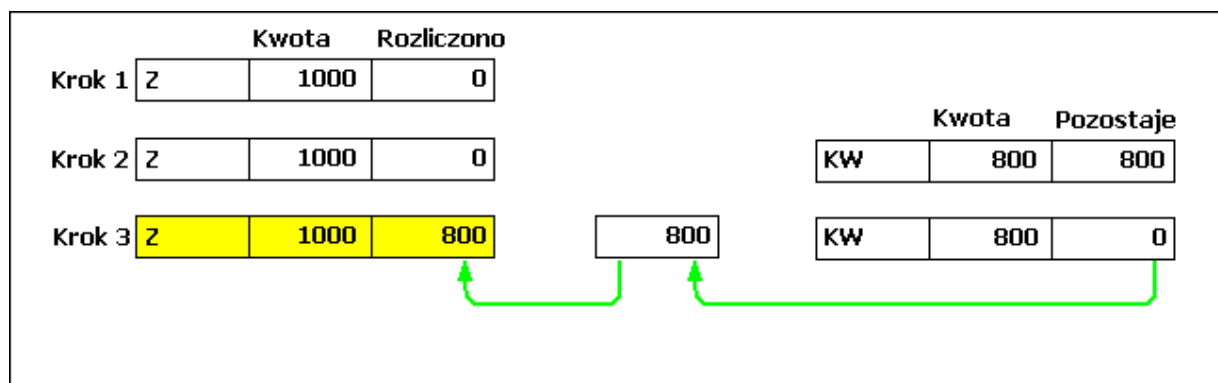 Kwota Rozliczono
Krok 1 Z 1000 0
Kwota Pozostaje
Krok 2 Z 1000 0 KW 800 800
Krok 3 Z 1000 800 800 KW 800 0